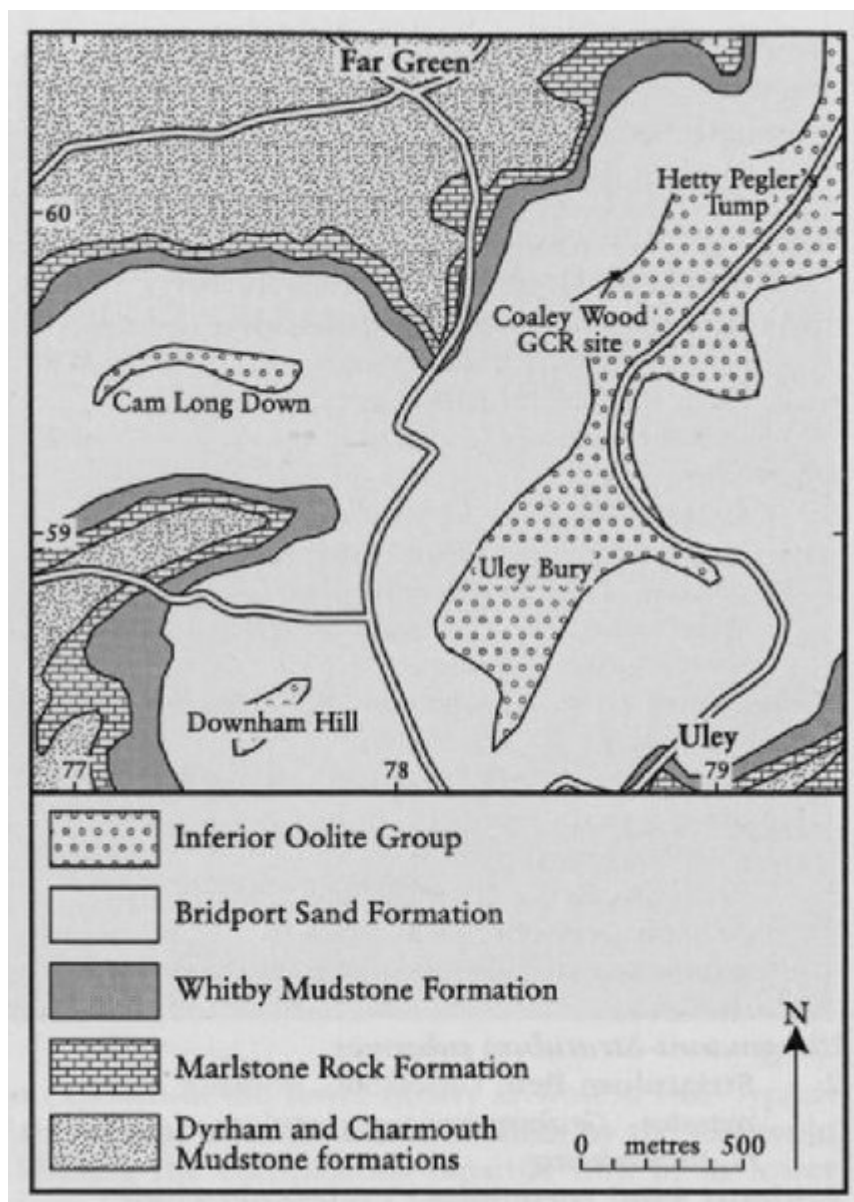 Far Green
60
Hetty Pegler's
Tump
Coaley Wood
GCR site
Cam Long Down
59
Uley Bury
Downham Hill
Uley
77
78
79
Inferior Oolite Group
Bridport Sand Formation
Whitby Mudstone Formation
Marlstone Rock Formation
Dyrham and Charmouth
Mudstone formations
N
0 metres 500